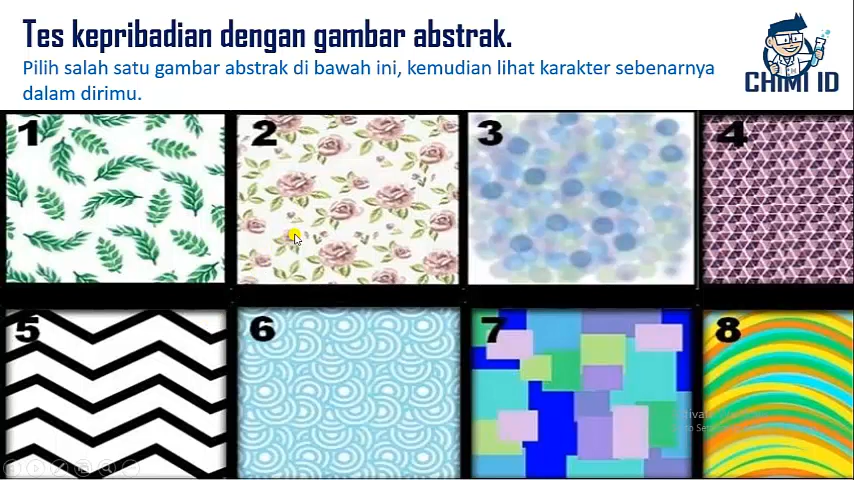 Tes kepribadian dengan gambar abstrak.
Pilih salah satu gambar abstrak di bawah ini, kemudian lihat karakter sebenarnya
dalam dirimu.
CHIMI ID
1
2
3
4
5
6
7
8